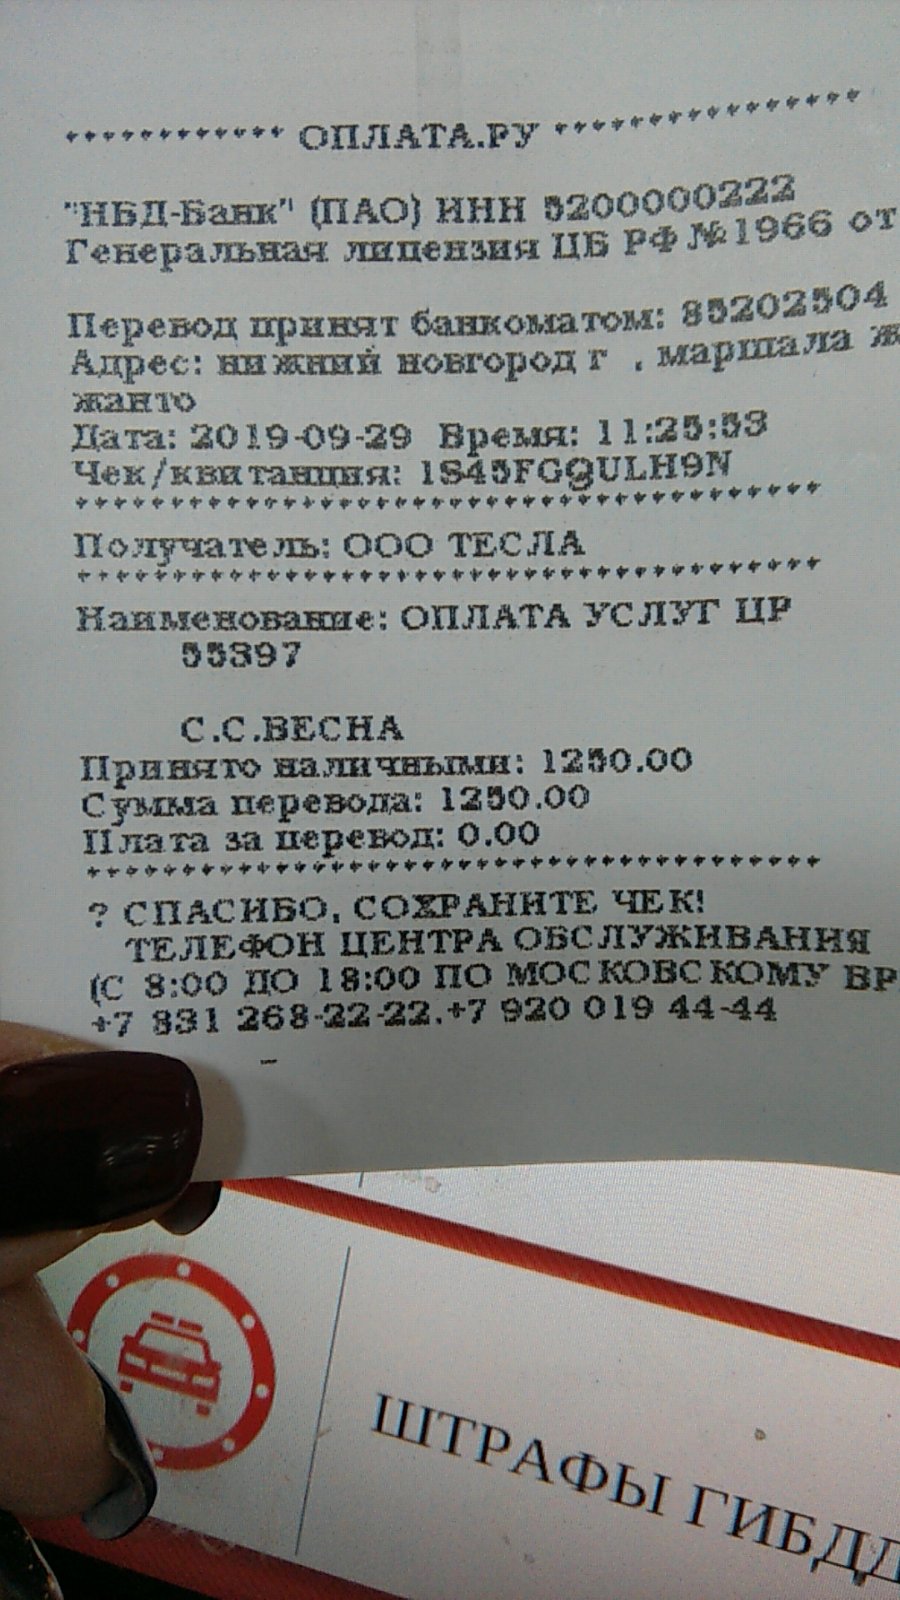 ************ ОПЛАТА.РУ ****************
"НБД-Банк" (ПАО) ИНН 5200000222
Генеральная лицензия ЦБ РФ №1966 от
Перевод принят банкоматом: 85202504
Адрес: нижний новгород г , маршала ж
жанто
Дата: 2019-09-29 Время: 11:25:53
Чек/квитанция: 1S45FGQULH9N
***************************************
Получатель: ООО ТЕСЛА
***************************************
Наименование: ОПЛАТА УСЛУГ ЦР
55397
С.С.ВЕСНА
Принято наличными: 1250.00
Сумма перевода: 1250.00
Плата за перевод: 0.00
***************************************
? СПАСИБО, СОХРАНИТЕ ЧЕК!
ТЕЛЕФОН ЦЕНТРА ОБСЛУЖИВАНИЯ
(С 8:00 ДО 18:00 ПО МОСКОВСКОМУ ВР
+7 831 268-22-22,+7 920 019 44-44
ШТРАФЫ ГИБДД